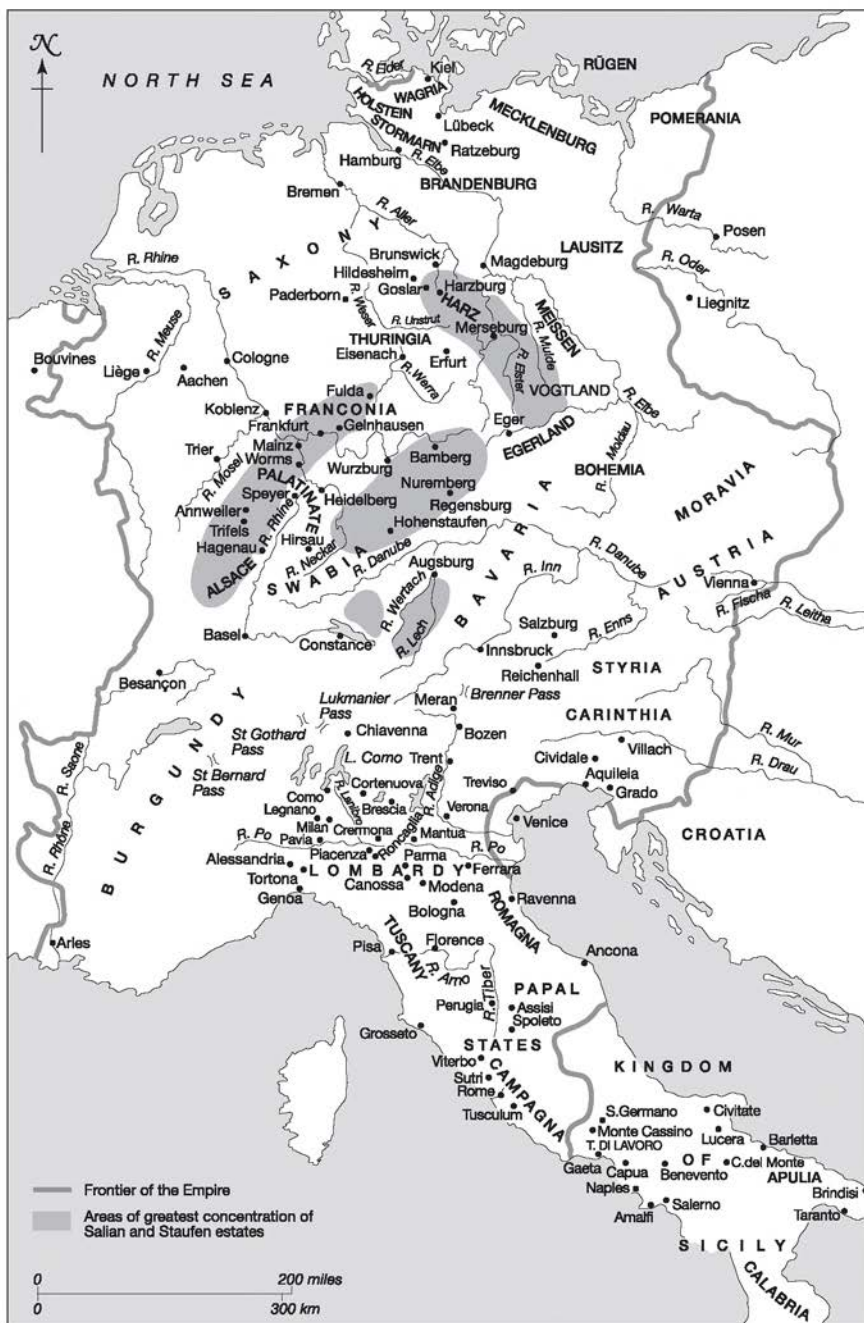 N
NORTH SEA
R. Eider
Kiel
RÜGEN
WAGRIA
HOLSTEIN
Lübeck
MECKLENBURG
POMERANIA
STORMARN
Ratzeburg
Hamburg
R. Elbe
BRANDENBURG
Bremen
R. Aller
R. Warta
Posen
SAXONY
LAUSITZ
R. Rhine
Brunswick
Magdeburg
R. Oder
Hildesheim
Harzburg
Goslar
HARZ
Liegnitz
Paderborn
R. Weser
MEISSEN
R. Meuse
R. Unstrut
Merseburg
R. Mulde
THURINGIA
Bouvines
Cologne
Eisenach
Erfurt
R. Elster
Liège
Aachen
R. Werra
VOGTLAND
Fulda
R. Elbe
Koblenz
FRANCONIA
Frankfurt
Gelnhausen
Eger
EGERLAND
R. Moldau
Trier
Mainz
Worms
Wurzburg
Bamberg
BOHEMIA
R. Mosel
PALATINATE
Nuremberg
Speyer
Heidelberg
Regensburg
MORAVIA
Annweiler
R. Rhine
Trifels
Hohenstaufen
Hagenau
Hirsau
R. Neckar
R. Danube
ALSACE
SWABIA
Augsburg
BAVARIA
R. Danube
AUSTRIA
R. Wertach
R. Inn
Vienna
R. Fischa
R. Leitha
Basel
Constance
R. Lech
Salzburg
R. Enns
Innsbruck
Reichenhall
STYRIA
Besançon
Meran
Brenner Pass
Lukmanier
Pass
CARINTHIA
BURGUNDY
St Gothard
Pass
Chiavenna
Bozen
R. Mur
Villach
St Bernard
Pass
L. Como
Trent
Cividale
R. Drau
R. Saone
Cortenuova
R. Adige
Treviso
Aquileia
Como
R. Lambro
Brescia
Grado
Legnano
Verona
Milan
Cremona
Roncaglia
Venice
R. Po
Pavia
Mantua
CROATIA
R. Rhône
Piacenza
Parma
R. Po
Alessandria
LOMBARDY
Ferrara
Tortona
Canossa
Modena
Genoa
Bologna
ROMAGNA
Ravenna
Arles
TUSCANY
Florence
Pisa
Ancona
R. Arno
R. Tiber
PAPAL
Perugia
Assisi
Grosseto
Spoleto
STATES
KINGDOM
Viterbo
CAMPAGNA
Sutri
Rome
S.Germano
Civitate
Tusculum
Monte Cassino
Lucera
Barletta
T. DI LAVORO
OF
Gaeta
Capua
Benevento
C.del Monte
APULIA
Naples
Brindisi
Salerno
Amalfi
Taranto
SICILY
CALABRIA
Frontier of the Empire
Areas of greatest concentration of
Salian and Staufen estates
0 200 miles
0 300 km